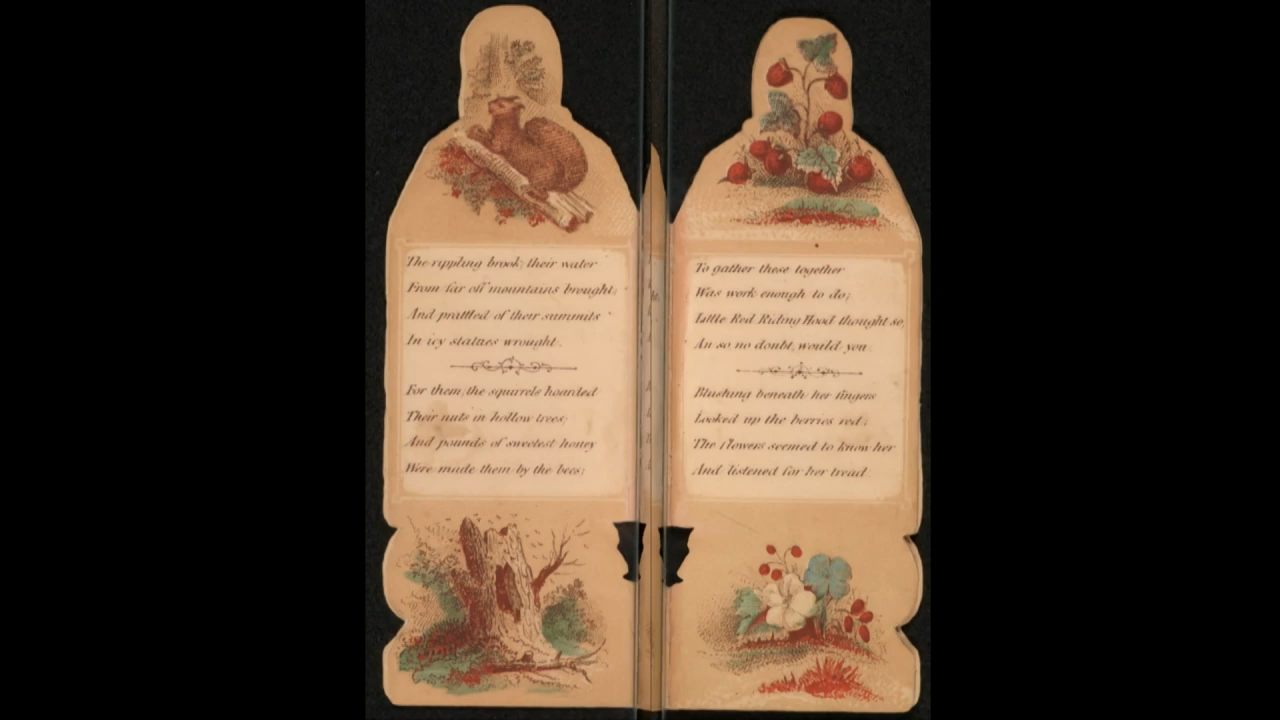 The rippling brook, their water
From far off mountains brought;
And prattled of their summits
In icy statues wrought.
For them, the squirrels hoarded
Their nuts in hollow trees;
And pounds of sweetest honey
Were made them by the bees;
To gather these together
Was work enough to do;
Little Red Riding Hood thought so,
An so no doubt, would you.
Blushing beneath her fingers
Looked up the berries red;
The Flowers seemed to know her
And listened for her tread.